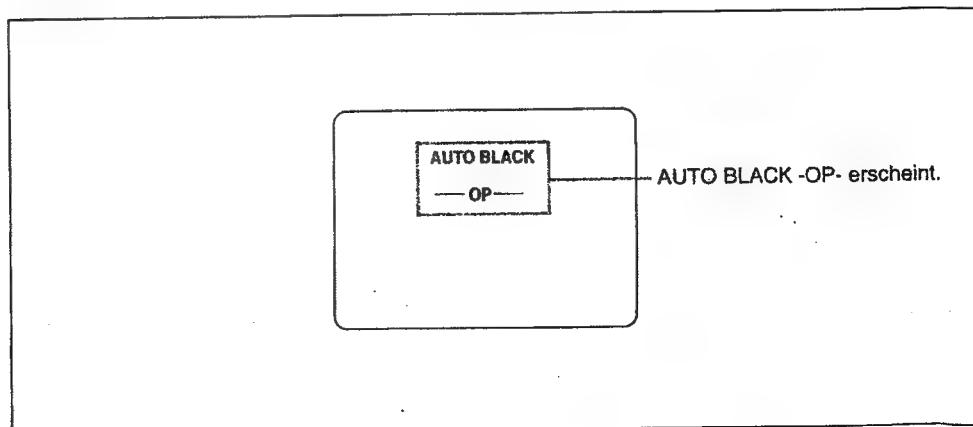 AUTO BLACK
— OP —
AUTO BLACK -OP- erscheint.